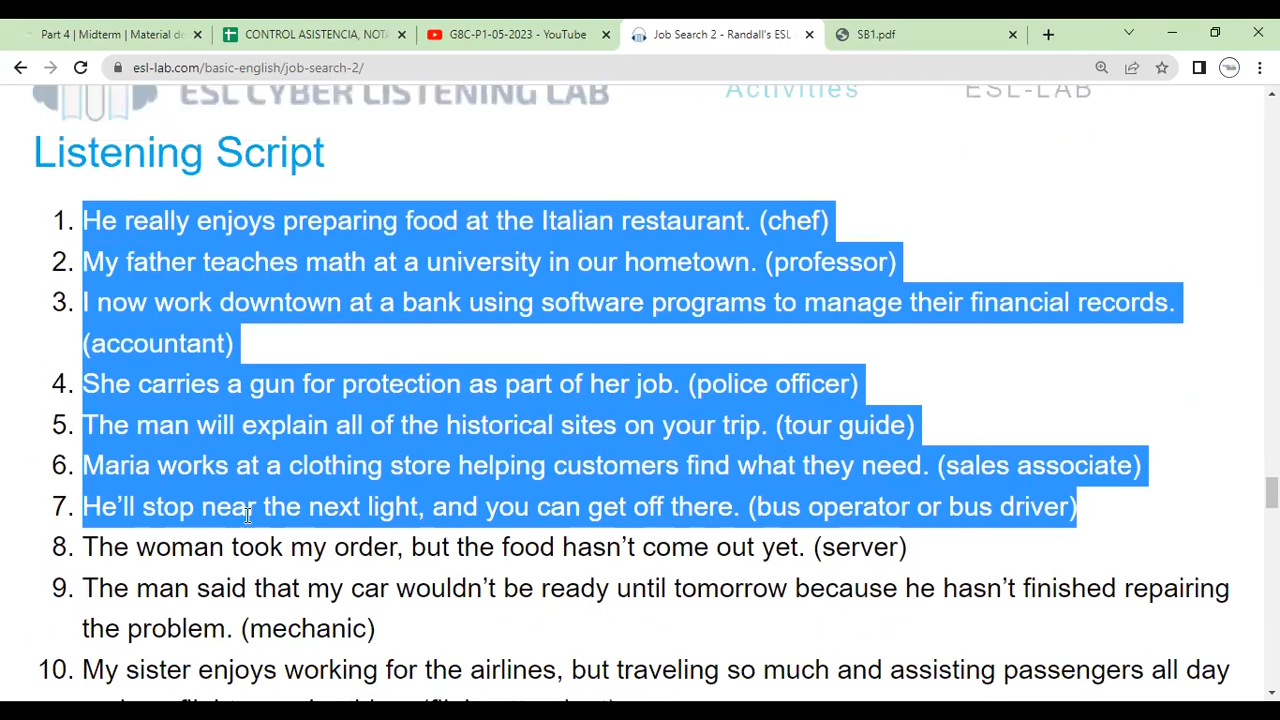 Part 4 | Midterm | Material de
CONTROL ASISTENCIA, NOTA
G8C-P1-05-2023 - YouTube
Job Search 2 - Randall's ESL
SB1.pdf
esl-lab.com/basic-english/job-search-2/
ESL CYBER LISTENING LAB
Activities
ESL-LAB
Listening Script
1. He really enjoys preparing food at the Italian restaurant. (chef)
2. My father teaches math at a university in our hometown. (professor)
3. I now work downtown at a bank using software programs to manage their financial records.
(accountant)
4. She carries a gun for protection as part of her job. (police officer)
5. The man will explain all of the historical sites on your trip. (tour guide)
6. Maria works at a clothing store helping customers find what they need. (sales associate)
7. He’ll stop near the next light, and you can get off there. (bus operator or bus driver)
8. The woman took my order, but the food hasn’t come out yet. (server)
9. The man said that my car wouldn’t be ready until tomorrow because he hasn’t finished repairing
the problem. (mechanic)
10. My sister enjoys working for the airlines, but traveling so much and assisting passengers all day